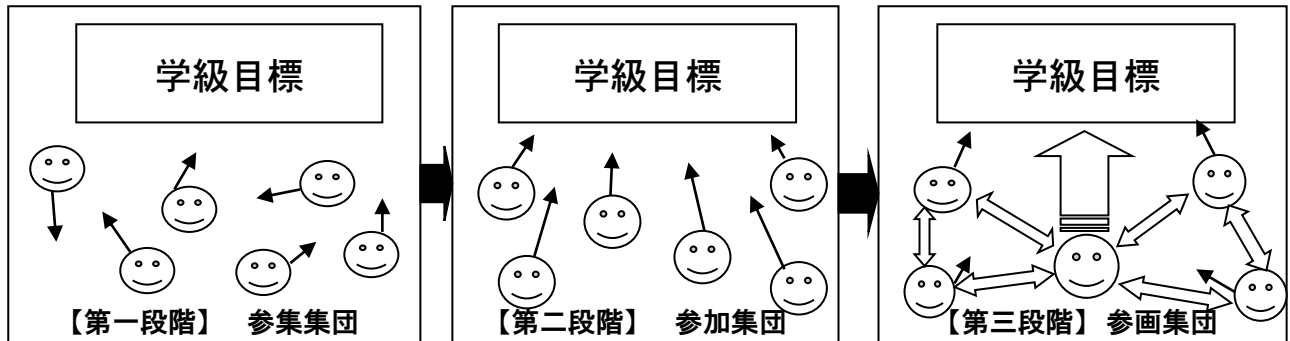 学級目標
学級目標
学級目標
【第一段階】 参集集団
【第二段階】 参加集団
【第三段階】 参画集団